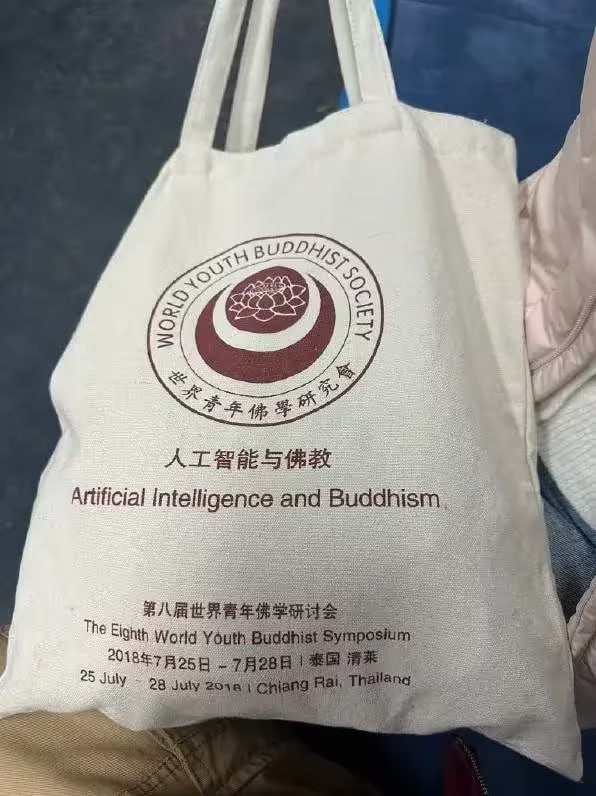 WORLD YOUTH BUDDHIST SOCIETY
世界青年佛學研究會
人工智能与佛教
Artificial Intelligence and Buddhism
第八届世界青年佛学研讨会
The Eighth World Youth Buddhist Symposium
2018年7月25日 - 7月28日 | 泰国 清莱
25 July - 28 July 2018 | Chiang Rai, Thailand